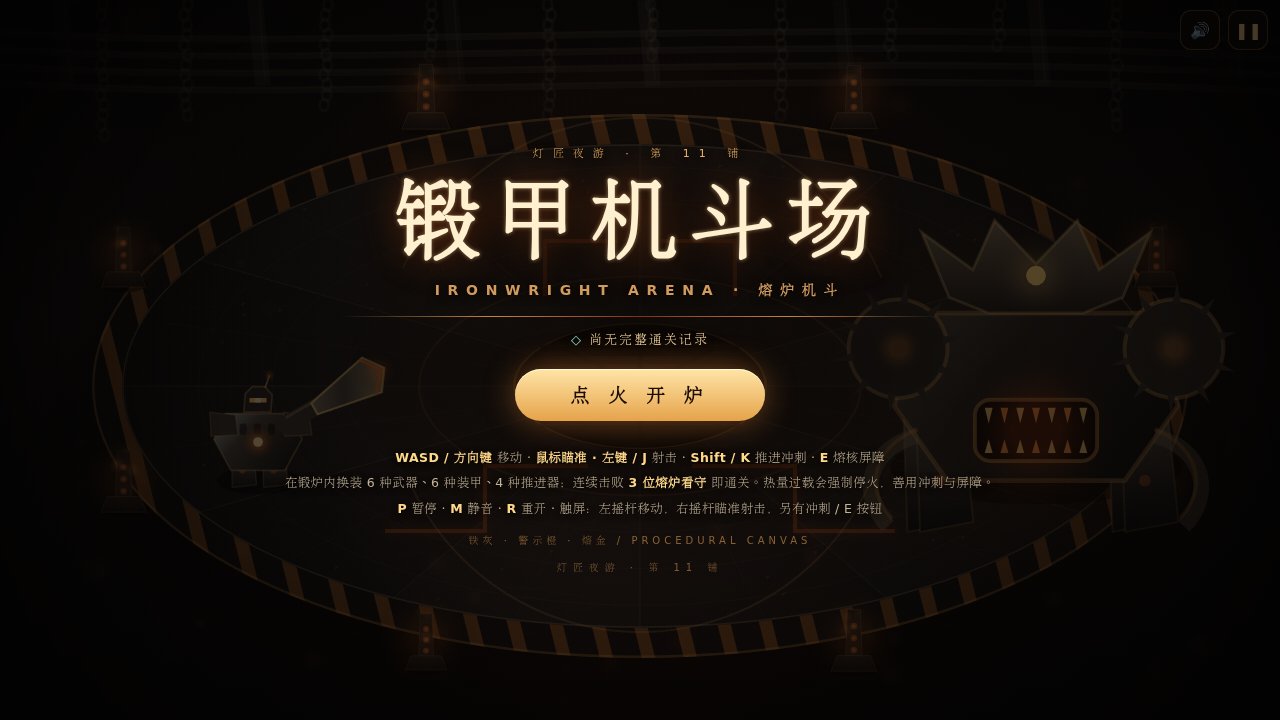 灯匠夜游 · 第 11 铺
锻甲机斗场
IRONWRIGHT ARENA · 熔炉机斗
◇ 尚无完整通关记录
点火开炉
WASD / 方向键 移动 · 鼠标瞄准 · 左键 / J 射击 · Shift / K 推进冲刺 · E 熔核屏障
在锻炉内换装 6 种武器、6 种装甲、4 种推进器；连续击败 3 位熔炉看守 即通关。热量过载会强制停火，善用冲刺与屏障。
P 暂停 · M 静音 · R 重开 · 触屏：左摇杆移动，右摇杆瞄准射击，另有冲刺 / E 按钮
铁灰 · 警示橙 · 熔金 / PROCEDURAL CANVAS
灯匠夜游 · 第 11 铺